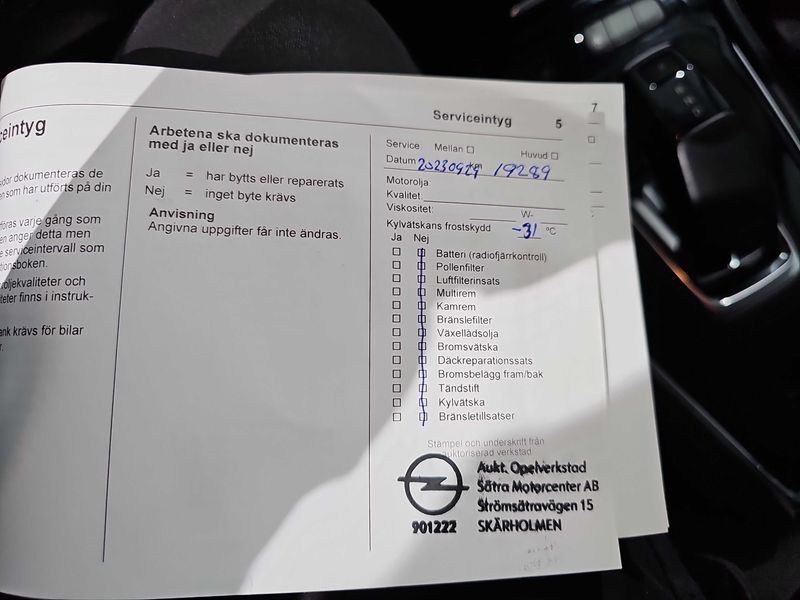 ceintyg
dor dokumenteras de
n som har utförts på din
föras varje gång som
en anger detta men
e serviceintervall som
tionsboken.
oljekvaliteter och
teter finns i instruk-
ank krävs för bilar
r.
Arbetena ska dokumenteras
med ja eller nej
Ja = har bytts eller reparerats
Nej = inget byte krävs
Anvisning
Angivna uppgifter får inte ändras.
Serviceintyg 5
Service Mellan ☐ Huvud ☐
Datum 20230929 km 19289
Motorolja:
Kvalitet:
Viskositet: W-
Kylvätskans frostskydd -31 °C
Ja Nej
☐ ☐ Batteri (radiofjärrkontroll)
☐ ☐ Pollenfilter
☐ ☐ Luftfilterinsats
☐ ☐ Multirem
☐ ☐ Kamrem
☐ ☐ Bränslefilter
☐ ☐ Växellådsolja
☐ ☐ Bromsvätska
☐ ☐ Däckreparationssats
☐ ☐ Bromsbelägg fram/bak
☐ ☐ Tändstift
☐ ☐ Kylvätska
☐ ☐ Bränsletillsatser
Stämpel och underskrift från
auktoriserad verkstad
Aukt. Opelverkstad
Sätra Motorcenter AB
Strömsätravägen 15
901222 SKÄRHOLMEN
7